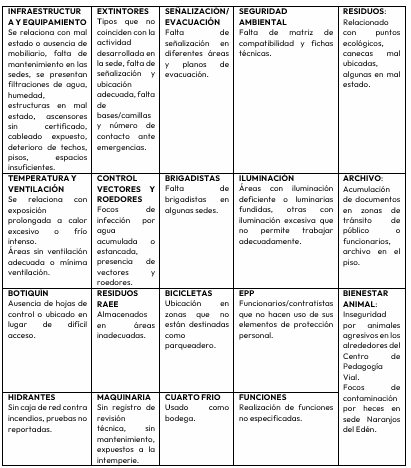 INFRAESTRUCTUR
A Y EQUIPAMIENTO
Se relaciona con mal
estado o ausencia de
mobiliario, falta de
mantenimiento en las
sedes, se presentan
filtraciones de agua,
humedad,
estructuras en mal
estado, ascensores
sin certificado,
cableado expuesto,
deterioro de techos,
pisos, espacios
insuficientes.
EXTINTORES
Tipos que no
coinciden con la
actividad
desarrollada en
la sede, falta de
señalización y
ubicación
adecuada, falta
de
bases/camillas
y número de
contacto ante
emergencias.
SEÑALIZACIÓN/
EVACUACIÓN
Falta de
señalización en
diferentes áreas
y planos de
evacuación.
SEGURIDAD
AMBIENTAL
Falta de matriz de
compatibilidad y fichas
técnicas.
RESIDUOS:
Relacionado
con puntos
ecológicos,
canecas mal
ubicadas,
algunas en mal
estado.
TEMPERATURA Y
VENTILACIÓN
Se relaciona con
exposición
prolongada a calor
excesivo o frío
intenso.
Áreas sin ventilación
adecuada o mínima
ventilación.
CONTROL
VECTORES Y
ROEDORES
Focos de
infección por
agua
acumulada o
estancada,
presencia de
vectores y
roedores.
BRIGADISTAS
Falta de
brigadistas en
algunas sedes.
ILUMINACIÓN
Áreas con iluminación
deficiente o luminarias
fundidas, otras con
iluminación excesiva que
no permite trabajar
adecuadamente.
ARCHIVO:
Acumulación
de documentos
en zonas de
tránsito de
público o
funcionarios,
archivo en el
piso.
BOTIQUÍN
Ausencia de hojas de
control o ubicado en
lugar de difícil
acceso.
RESIDUOS
RAEE
Almacenados
en áreas
inadecuadas.
BICICLETAS
Ubicación en
zonas que no
están destinadas
como
parqueadero.
EPP
Funcionarios/contratistas
que no hacen uso de sus
elementos de protección
personal.
BIENESTAR
ANIMAL:
Inseguridad
por animales
agresivos en los
alrededores del
Centro de
Pedagogía
Vial.
Focos de
contaminación
por heces en
sede Naranjos
del Edén.
HIDRANTES
Sin caja de red contra
incendios, pruebas no
reportadas.
MAQUINARIA
Sin registro de
revisión
técnica, sin
mantenimiento,
expuestos a la
intemperie.
CUARTO FRIO
Usado como
bodega.
FUNCIONES
Realización de funciones
no especificadas.